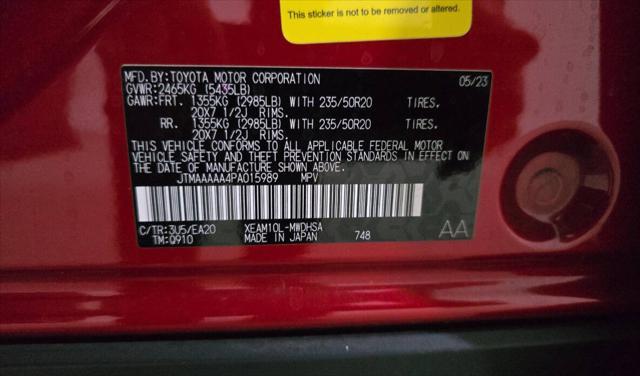 This sticker is not to be removed or altered.
MFD.BY:TOYOTA MOTOR CORPORATION 05/23
GVWR:2465KG (5435LB)
GAWR:FRT. 1355KG (2985LB) WITH 235/50R20 TIRES.
20X7 1/2J RIMS.
RR. 1355KG (2985LB) WITH 235/50R20 TIRES.
20X7 1/2J RIMS.
THIS VEHICLE CONFORMS TO ALL APPLICABLE FEDERAL MOTOR
VEHICLE SAFETY AND THEFT PREVENTION STANDARDS IN EFFECT ON
THE DATE OF MANUFACTURE SHOWN ABOVE.
JTMAAAAA4PA015989 MPV
C/TR:3U5/EA20 XEAM10L-MWDHSA
TM:Q910 MADE IN JAPAN 748
AA